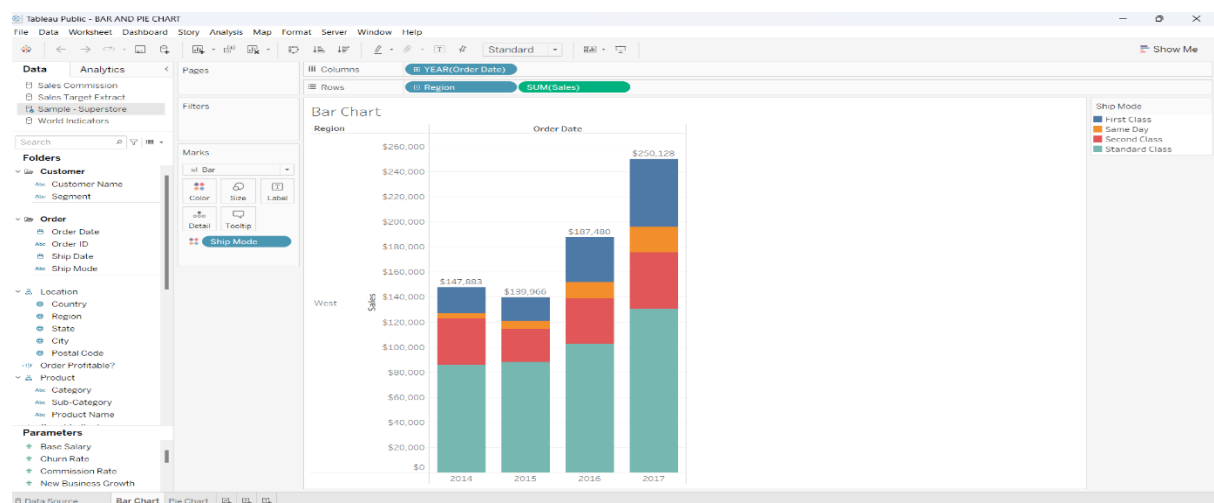 Tableau Public - BAR AND PIE CHART
File Data Worksheet Dashboard Story Analysis Map Format Server Window Help
Standard
Show Me
Data Analytics
Sales Commission
Sales Target Extract
Sample - Superstore
World Indicators
Search
Folders
Customer
Abc Customer Name
Abc Segment
Order
Order Date
Abc Order ID
Ship Date
Abc Ship Mode
Location
Country
Region
State
City
Postal Code
Order Profitable?
Product
Abc Category
Abc Sub-Category
Abc Product Name
Parameters
Base Salary
Churn Rate
Commission Rate
New Business Growth
Pages
Filters
Marks
Bar
Color Size Label
Detail Tooltip
Ship Mode
Columns YEAR(Order Date)
Rows Region SUM(Sales)
Bar Chart
Region Order Date
West
Sales
$260,000
$240,000
$220,000
$200,000
$180,000
$160,000
$140,000
$120,000
$100,000
$80,000
$60,000
$40,000
$20,000
$0
$147,883
$139,966
$187,480
$250,128
2014 2015 2016 2017
Ship Mode
First Class
Same Day
Second Class
Standard Class
Data Source Bar Chart Pie Chart